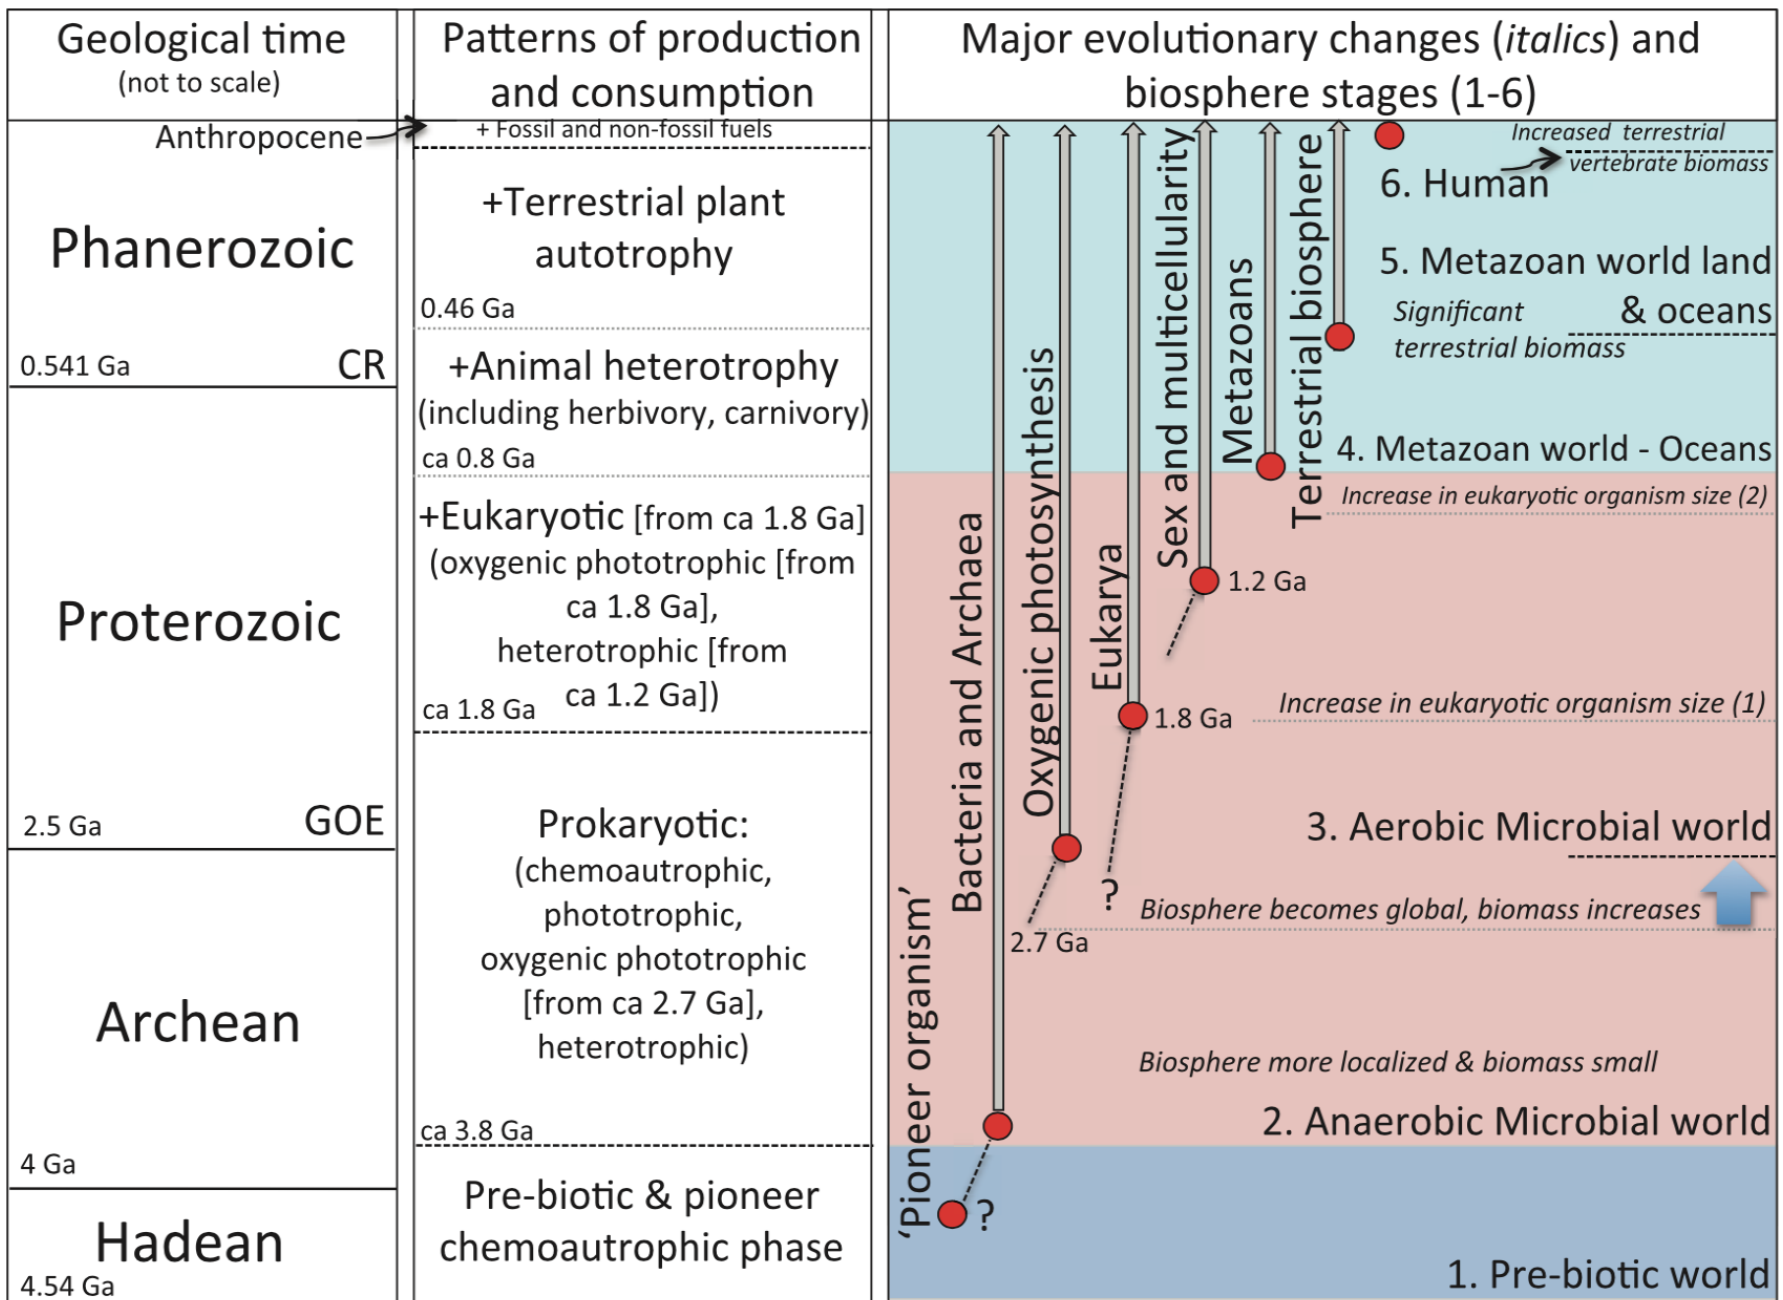 Geological time
(not to scale)
Anthropocene
Phanerozoic
0.541 Ga
CR
Proterozoic
2.5 Ga
GOE
Archean
4 Ga
Hadean
4.54 Ga
Patterns of production
and consumption
+ Fossil and non-fossil fuels
+Terrestrial plant
autotrophy
0.46 Ga
+Animal heterotrophy
(including herbivory, carnivory)
ca 0.8 Ga
+Eukaryotic [from ca 1.8 Ga]
(oxygenic phototrophic [from
ca 1.8 Ga],
heterotrophic [from
ca 1.2 Ga])
ca 1.8 Ga
Prokaryotic:
(chemoautrophic,
phototrophic,
oxygenic phototrophic
[from ca 2.7 Ga],
heterotrophic)
ca 3.8 Ga
Pre-biotic & pioneer
chemoautrophic phase
Major evolutionary changes (italics) and
biosphere stages (1-6)
'Pioneer organism'
?
Bacteria and Archaea
Oxygenic photosynthesis
2.7 Ga
Eukarya
1.8 Ga
?
Sex and multicellularity
1.2 Ga
Metazoans
Terrestrial biosphere
Increased terrestrial
vertebrate biomass
6. Human
5. Metazoan world land
& oceans
Significant
terrestrial biomass
4. Metazoan world - Oceans
Increase in eukaryotic organism size (2)
Increase in eukaryotic organism size (1)
3. Aerobic Microbial world
Biosphere becomes global, biomass increases
Biosphere more localized & biomass small
2. Anaerobic Microbial world
1. Pre-biotic world